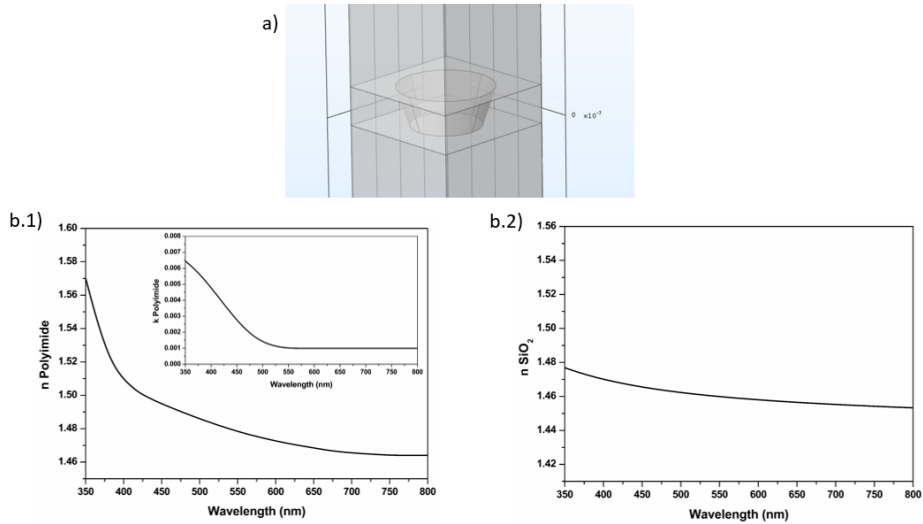 a)
0 ×10⁻⁷
b.1)
1.60
1.58
1.56
1.54
1.52
1.50
1.48
1.46
n Polyimide
350 400 450 500 550 600 650 700 750 800
Wavelength (nm)
0.008
0.007
0.006
0.005
0.004
0.003
0.002
0.001
0.000
k Polyimide
350 400 450 500 550 600 650 700 750 800
Wavelength (nm)
b.2)
1.56
1.54
1.52
1.50
1.48
1.46
1.44
1.42
n SiO₂
350 400 450 500 550 600 650 700 750 800
Wavelength (nm)